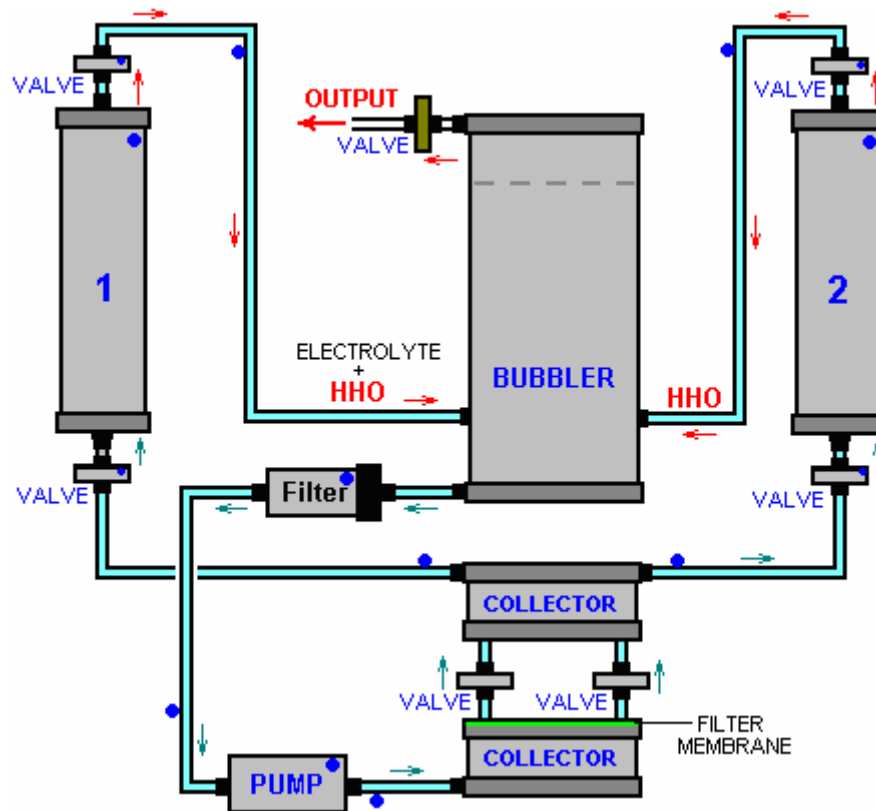 VALVE
VALVE
OUTPUT
VALVE
1
2
ELECTROLYTE
+
HHO
BUBBLER
HHO
VALVE
Filter
VALVE
COLLECTOR
VALVE
VALVE
FILTER
MEMBRANE
COLLECTOR
PUMP